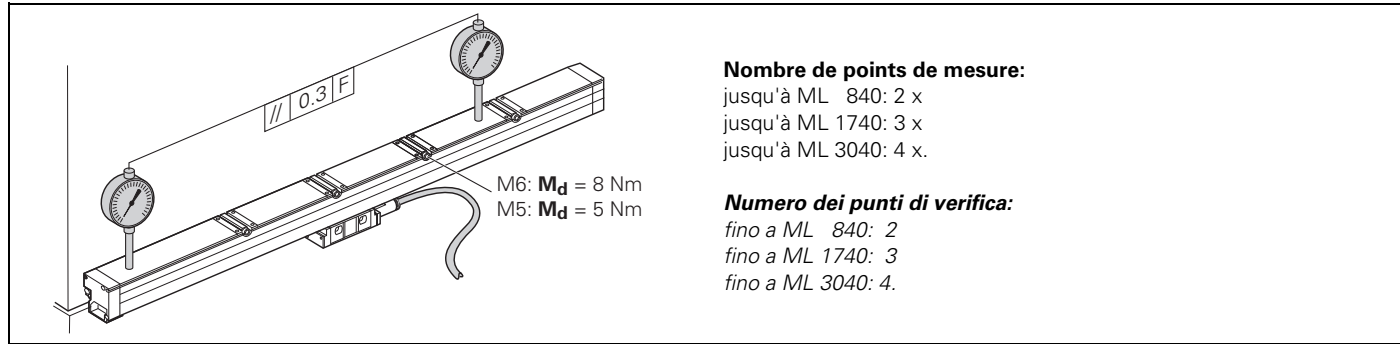 // 0.3 F
M6: Md = 8 Nm
M5: Md = 5 Nm
Nombre de points de mesure:
jusqu'à ML 840: 2 x
jusqu'à ML 1740: 3 x
jusqu'à ML 3040: 4 x.
Numero dei punti di verifica:
fino a ML 840: 2
fino a ML 1740: 3
fino a ML 3040: 4.